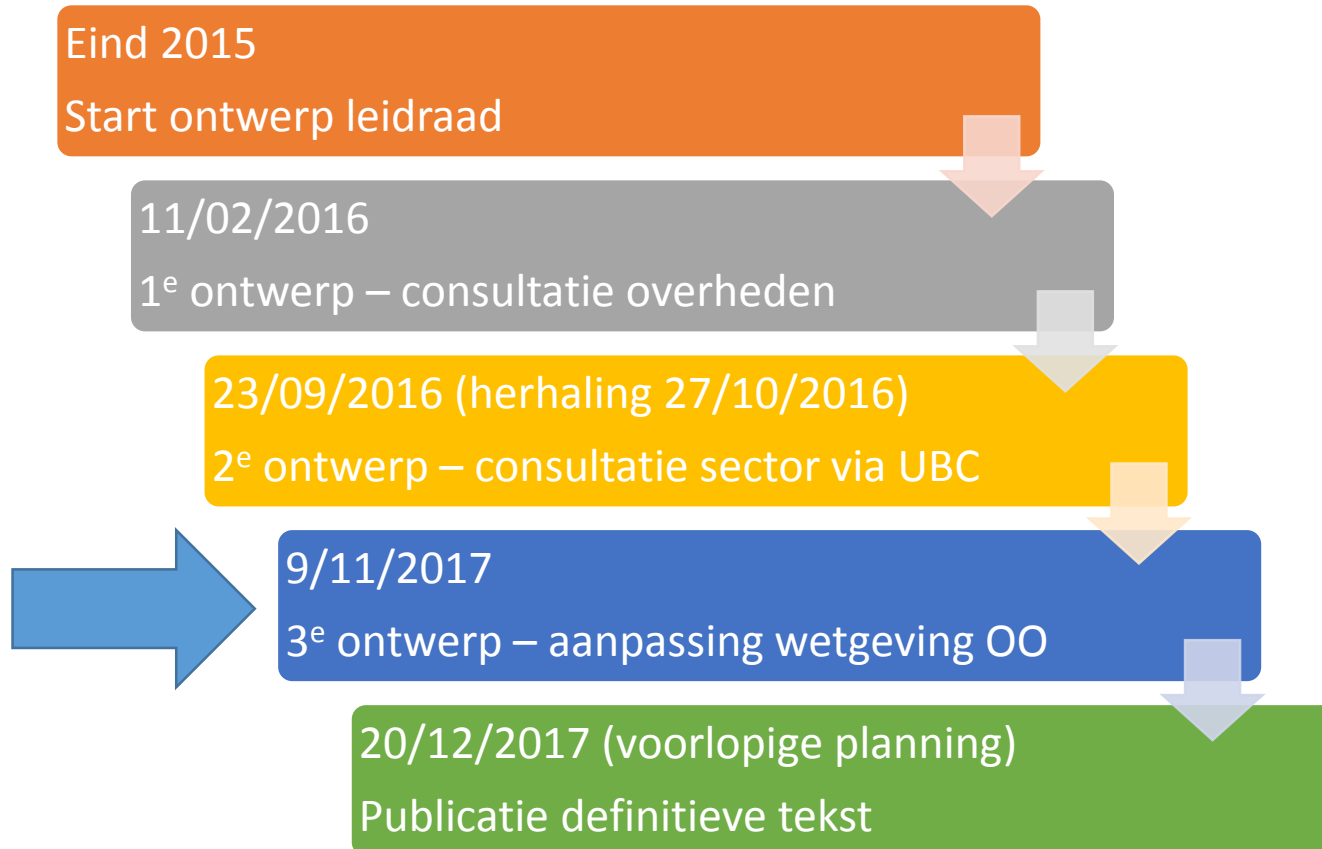 Eind 2015
Start ontwerp leidraad
11/02/2016
1e ontwerp – consultatie overheden
23/09/2016 (herhaling 27/10/2016)
2e ontwerp – consultatie sector via UBC
9/11/2017
3e ontwerp – aanpassing wetgeving OO
20/12/2017 (voorlopige planning)
Publicatie definitieve tekst